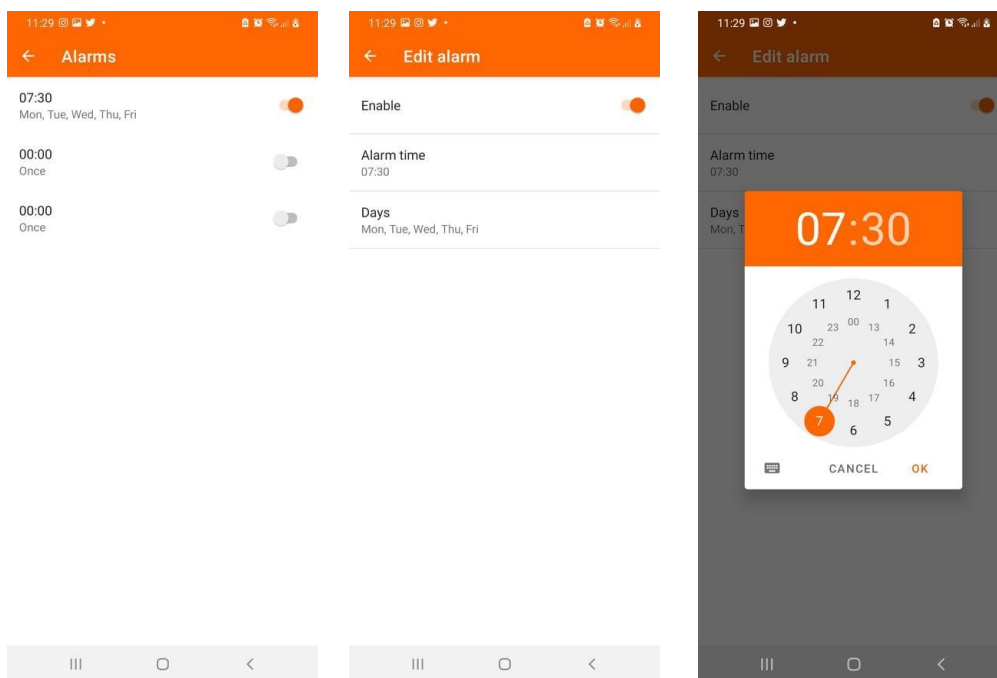 11:29
Alarms
07:30
Mon, Tue, Wed, Thu, Fri
00:00
Once
00:00
Once
11:29
Edit alarm
Enable
Alarm time
07:30
Days
Mon, Tue, Wed, Thu, Fri
11:29
Edit alarm
Enable
Alarm time
07:30
Days
Mon, T
07:30
12
11 1
00
23 13
10 2
22 14
9 21 15 3
20 16
8 4
19 17
18
7 5
6
CANCEL OK